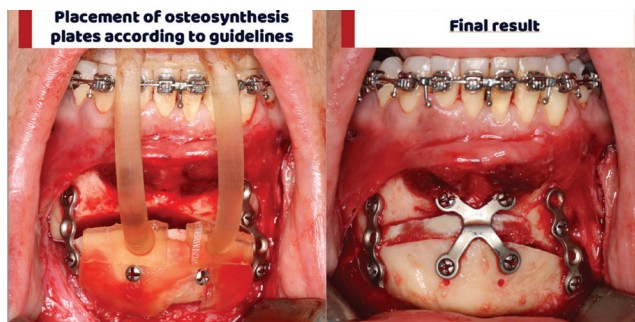 Placement of osteosynthesis
plates according to guidelines
Final result